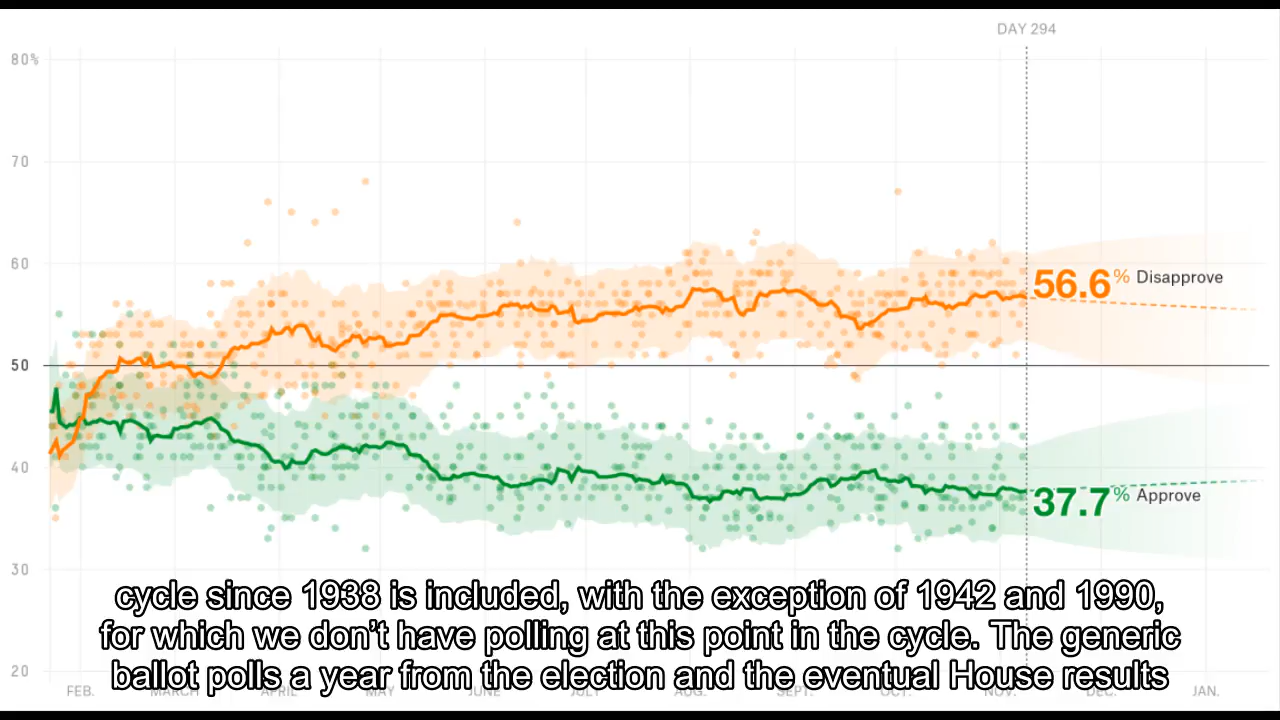 DAY 294
80%
70
60
56.6% Disapprove
50
40
37.7% Approve
30
cycle since 1938 is included, with the exception of 1942 and 1990,
for which we don't have polling at this point in the cycle. The generic
ballot polls a year from the election and the eventual House results
20
FEB. MARCH APRIL MAY JUNE JULY AUG. SEPT. OCT. NOV. DEC. JAN.